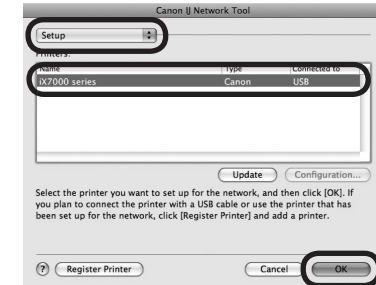 Canon IJ Network Tool
Setup
Printers:
Name Type Connected to
iX7000 series Canon USB
Update Configuration...
Select the printer you want to set up for the network, and then click [OK]. If
you plan to connect the printer with a USB cable or use the printer that has
been set up for the network, click [Register Printer] and add a printer.
? Register Printer Cancel OK